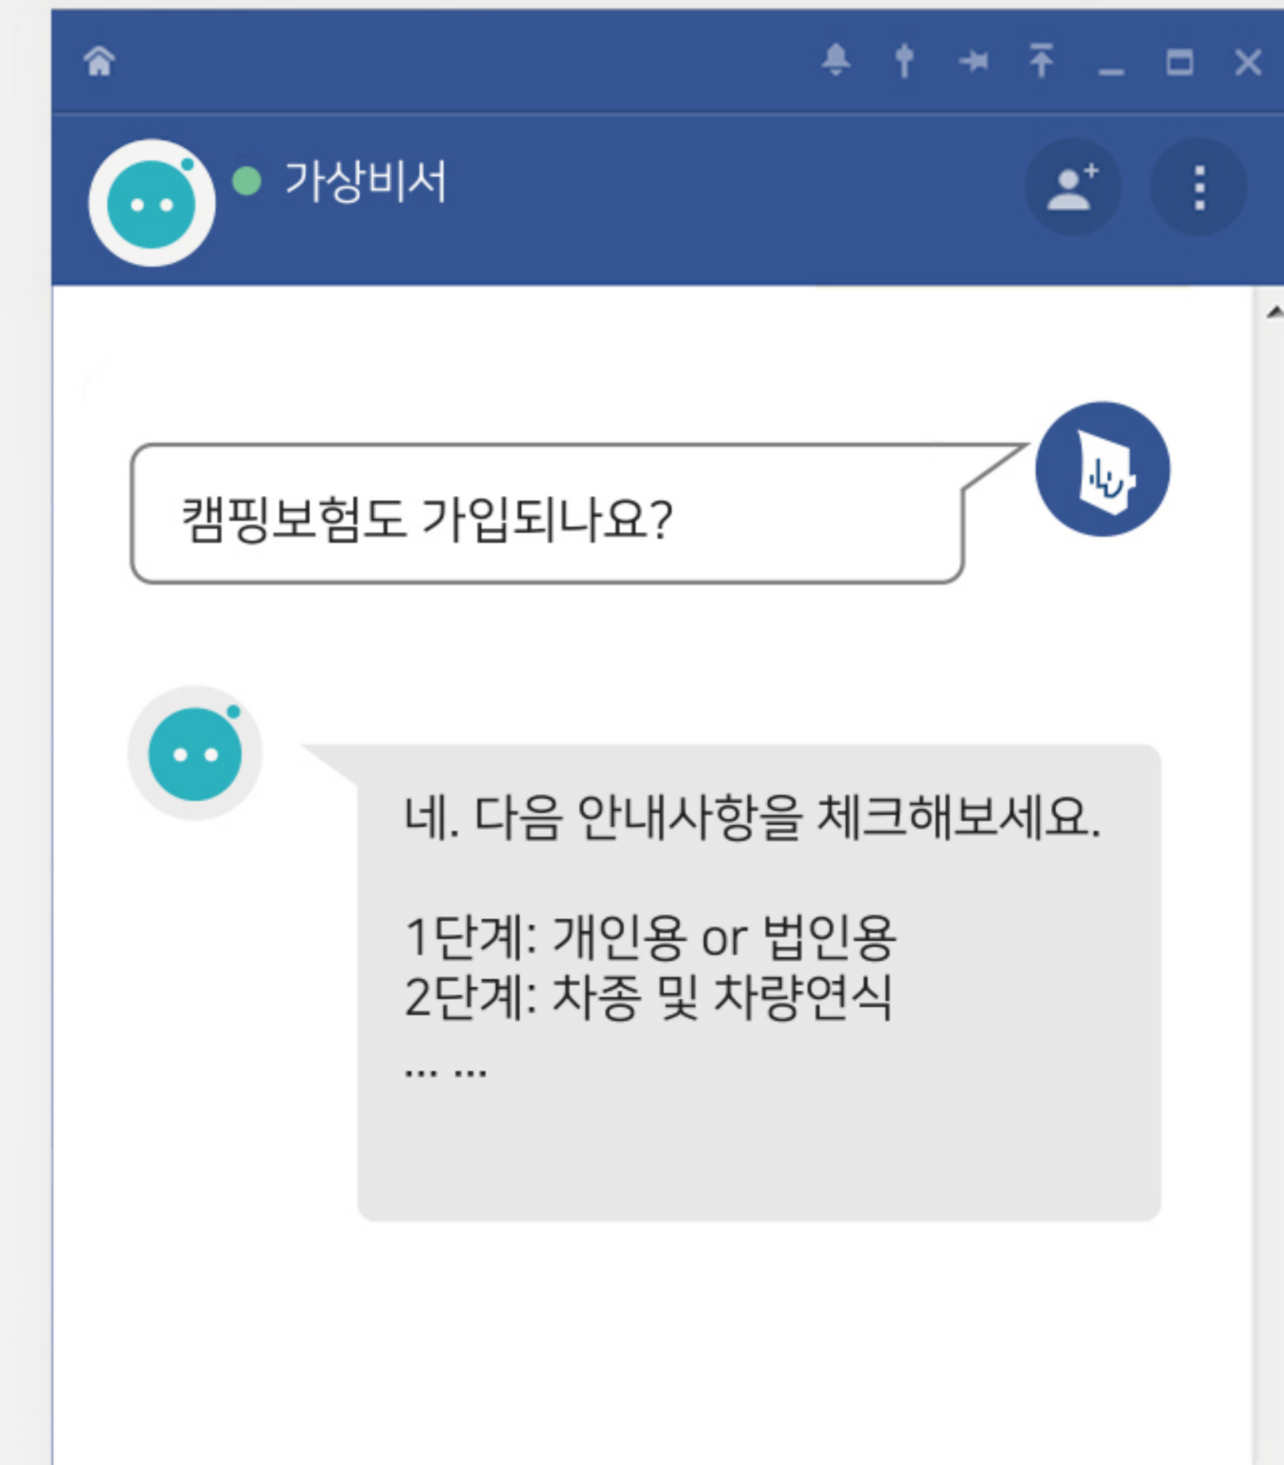 가상비서
캠핑보험도 가입되나요?
네. 다음 안내사항을 체크해보세요.
1단계: 개인용 or 법인용
2단계: 차종 및 차량연식
... ...